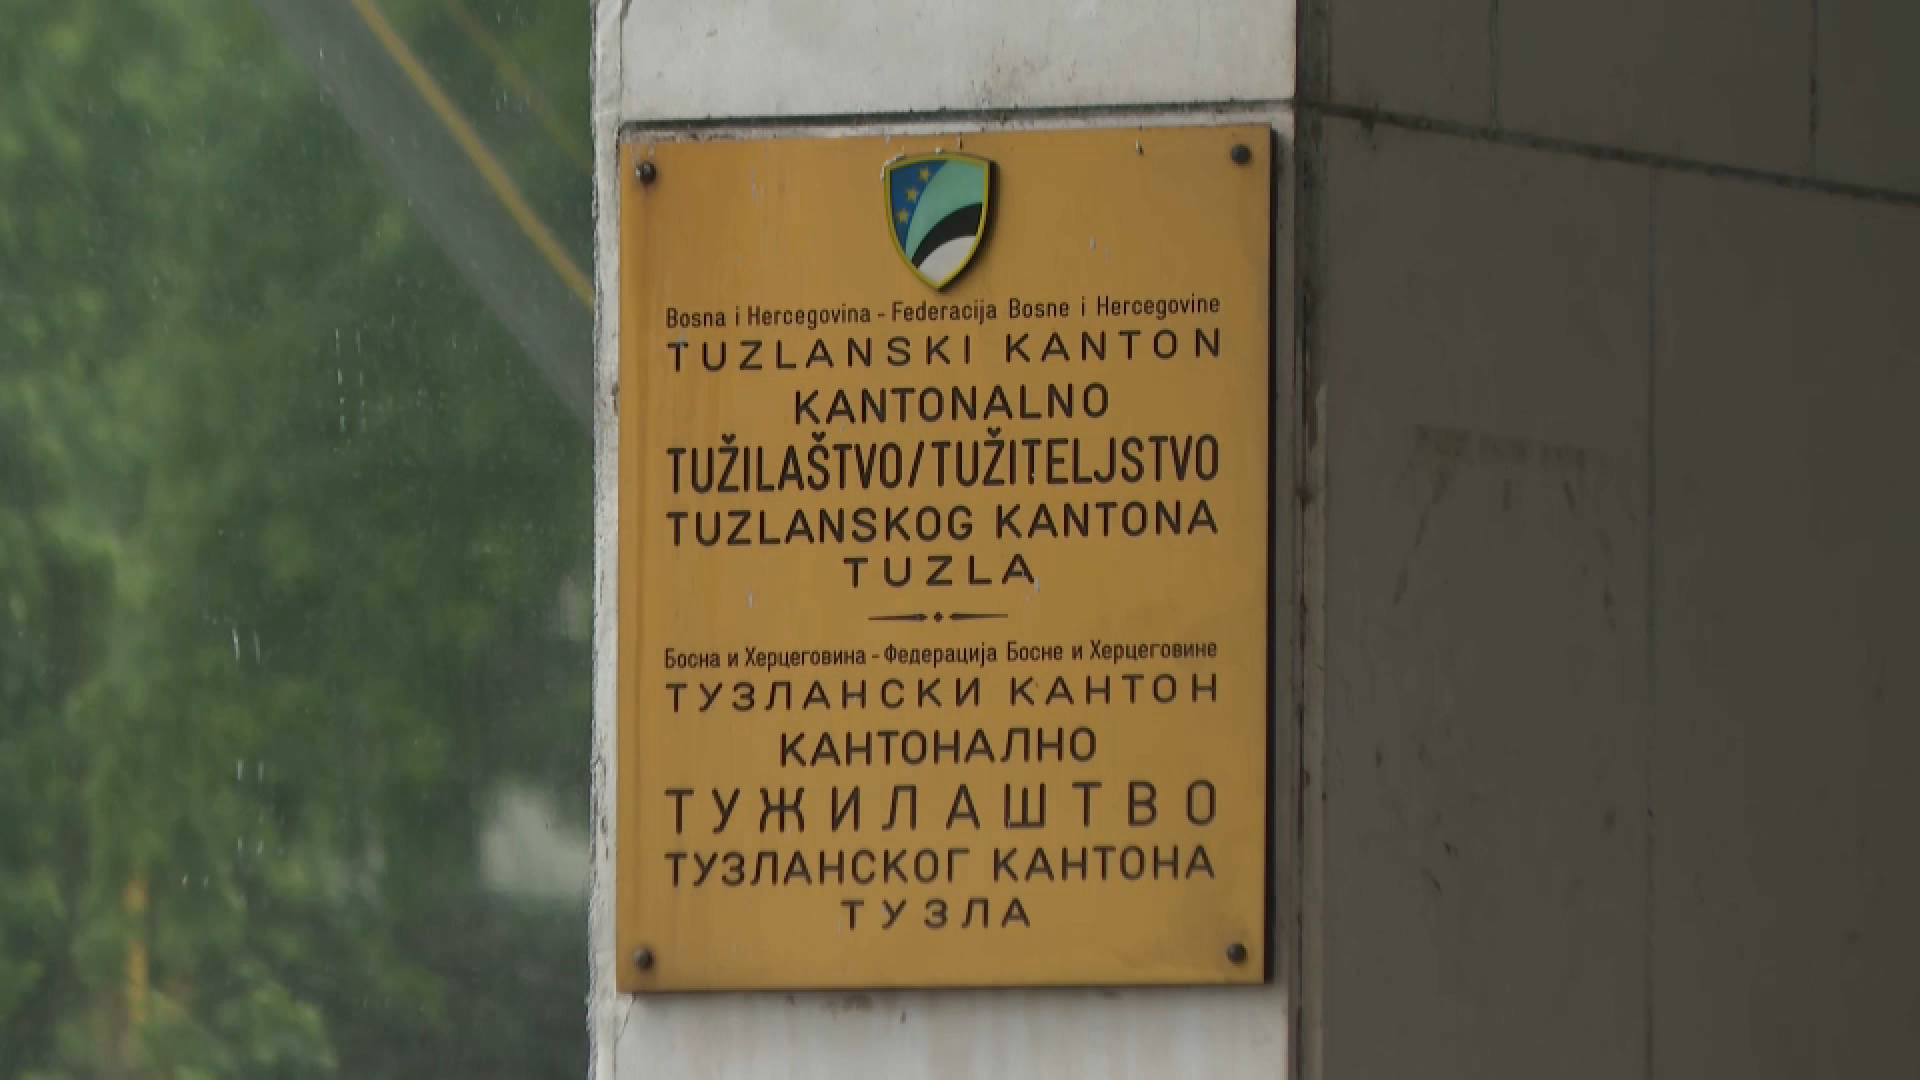 Bosna i Hercegovina - Federacija Bosne i Hercegovine
TUZLANSKI KANTON
KANTONALNO
TUŽILAŠTVO/TUŽITELJSTVO
TUZLANSKOG KANTONA
TUZLA
Босна и Херцеговина - Федерација Босне и Херцеговине
ТУЗЛАНСКИ КАНТОН
КАНТОНАЛНО
ТУЖИЛАШТВО
ТУЗЛАНСКОГ КАНТОНА
ТУЗЛА